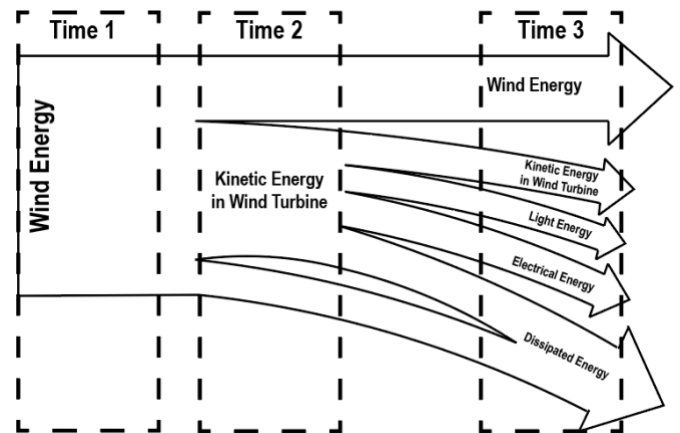 Time 1
Time 2
Time 3
Wind Energy
Wind Energy
Kinetic Energy
in Wind Turbine
Kinetic Energy
in Wind Turbine
Light Energy
Electrical Energy
Dissipated Energy